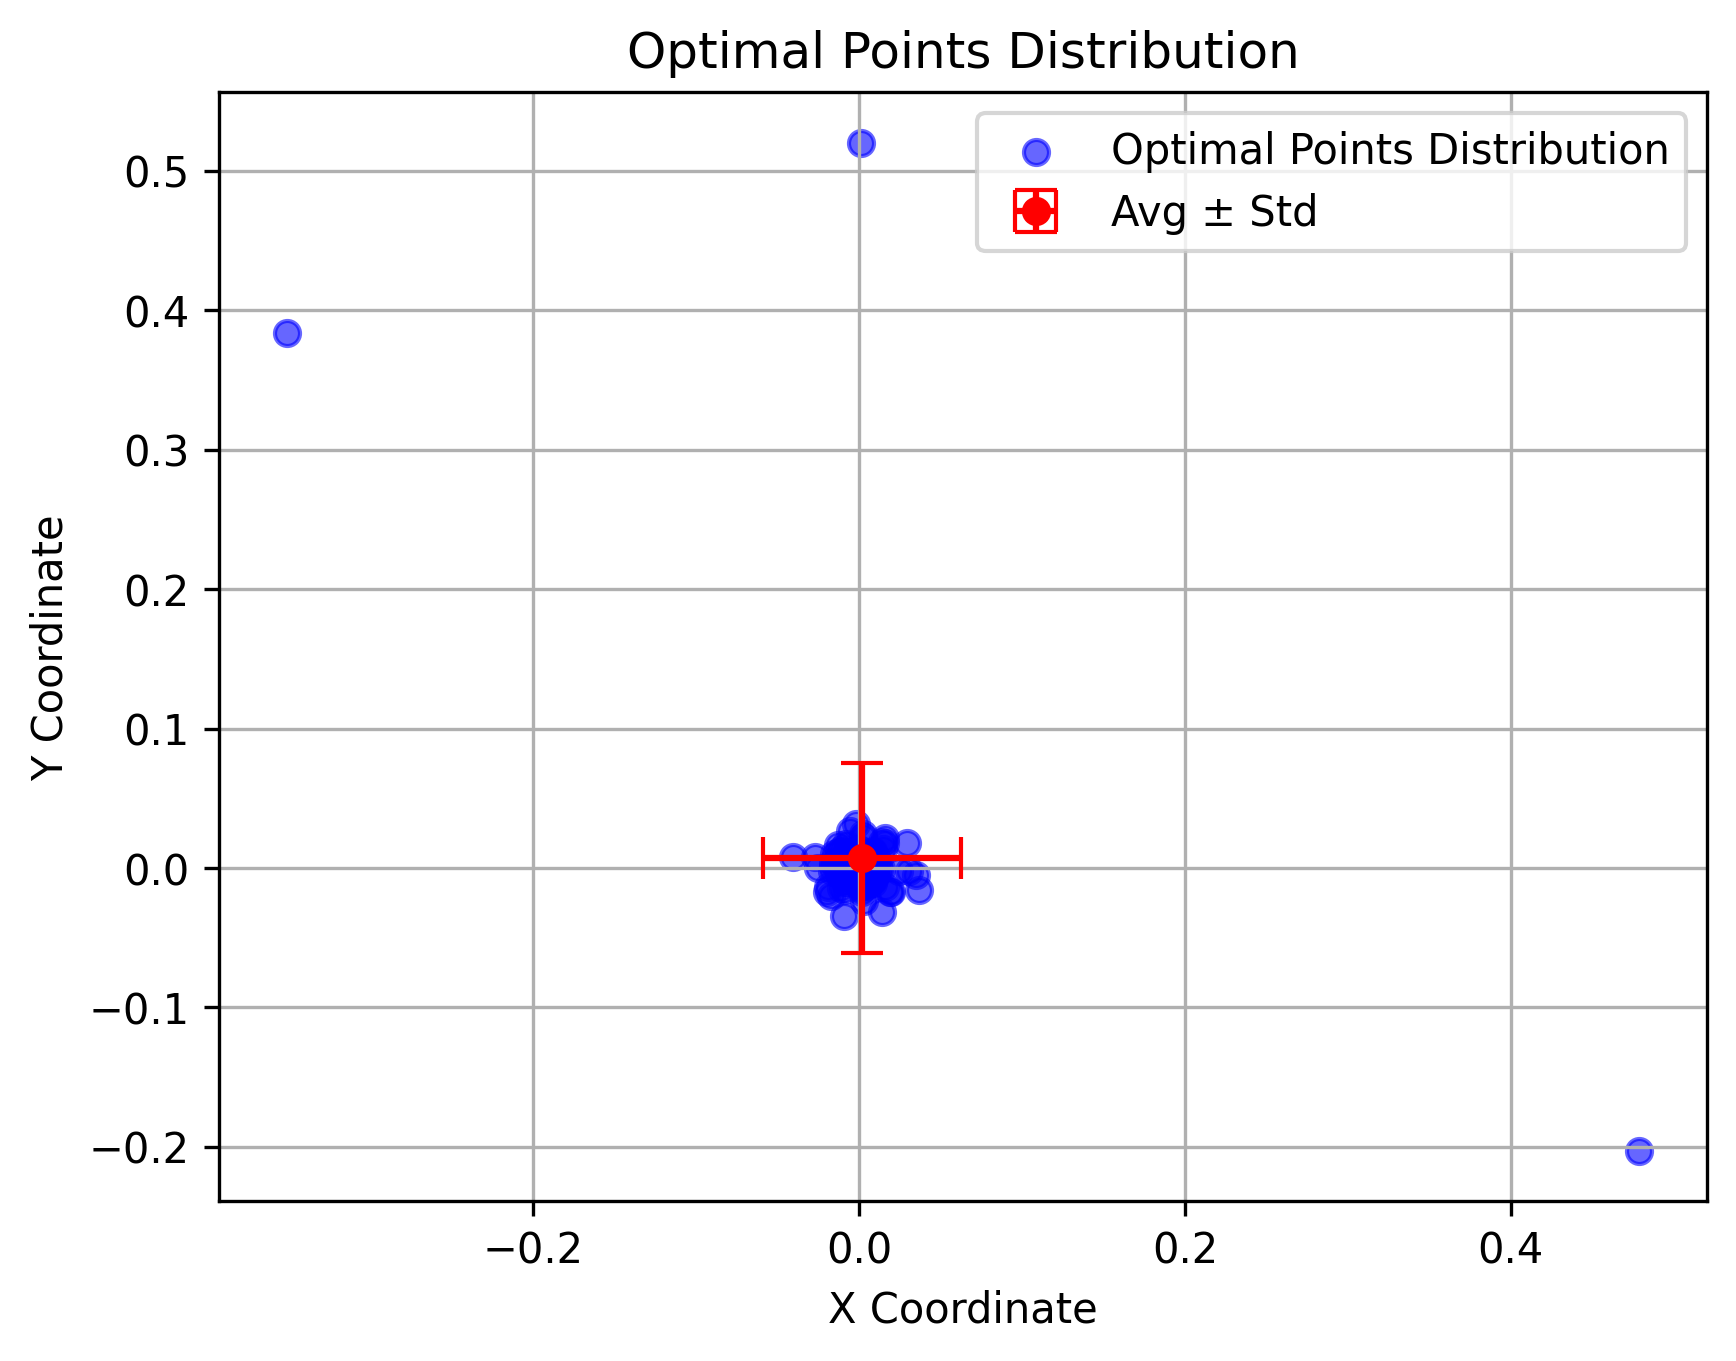 Optimal Points Distribution
Optimal Points Distribution
Avg ± Std
0.5
0.4
0.3
0.2
0.1
0.0
−0.1
−0.2
Y Coordinate
−0.2 0.0 0.2 0.4
X Coordinate